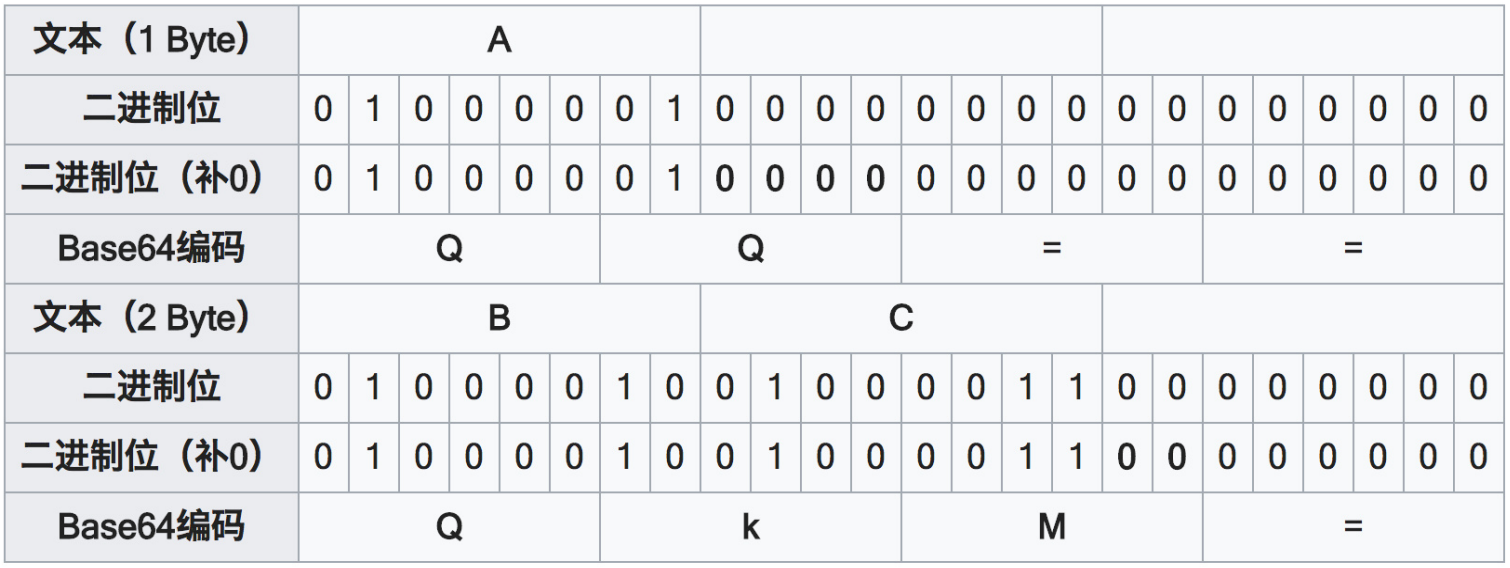 文本（1 Byte） A
二进制位 0 1 0 0 0 0 0 1 0 0 0 0 0 0 0 0 0 0 0 0 0 0 0 0
二进制位（补0） 0 1 0 0 0 0 0 1 0 0 0 0 0 0 0 0 0 0 0 0 0 0 0 0
Base64编码 Q Q = =
文本（2 Byte） B C
二进制位 0 1 0 0 0 0 1 0 0 1 0 0 0 0 1 1 0 0 0 0 0 0 0 0
二进制位（补0） 0 1 0 0 0 0 1 0 0 1 0 0 0 0 1 1 0 0 0 0 0 0 0 0
Base64编码 Q k M =